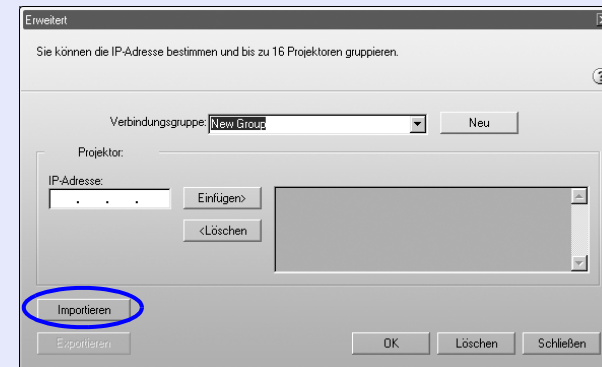 Erweitert
Sie können die IP-Adresse bestimmen und bis zu 16 Projektoren gruppieren.
?
Verbindungsgruppe: New Group Neu
Projektor:
IP-Adresse:
. . . Einfügen>
<Löschen
Importieren
Exportieren OK Löschen Schließen